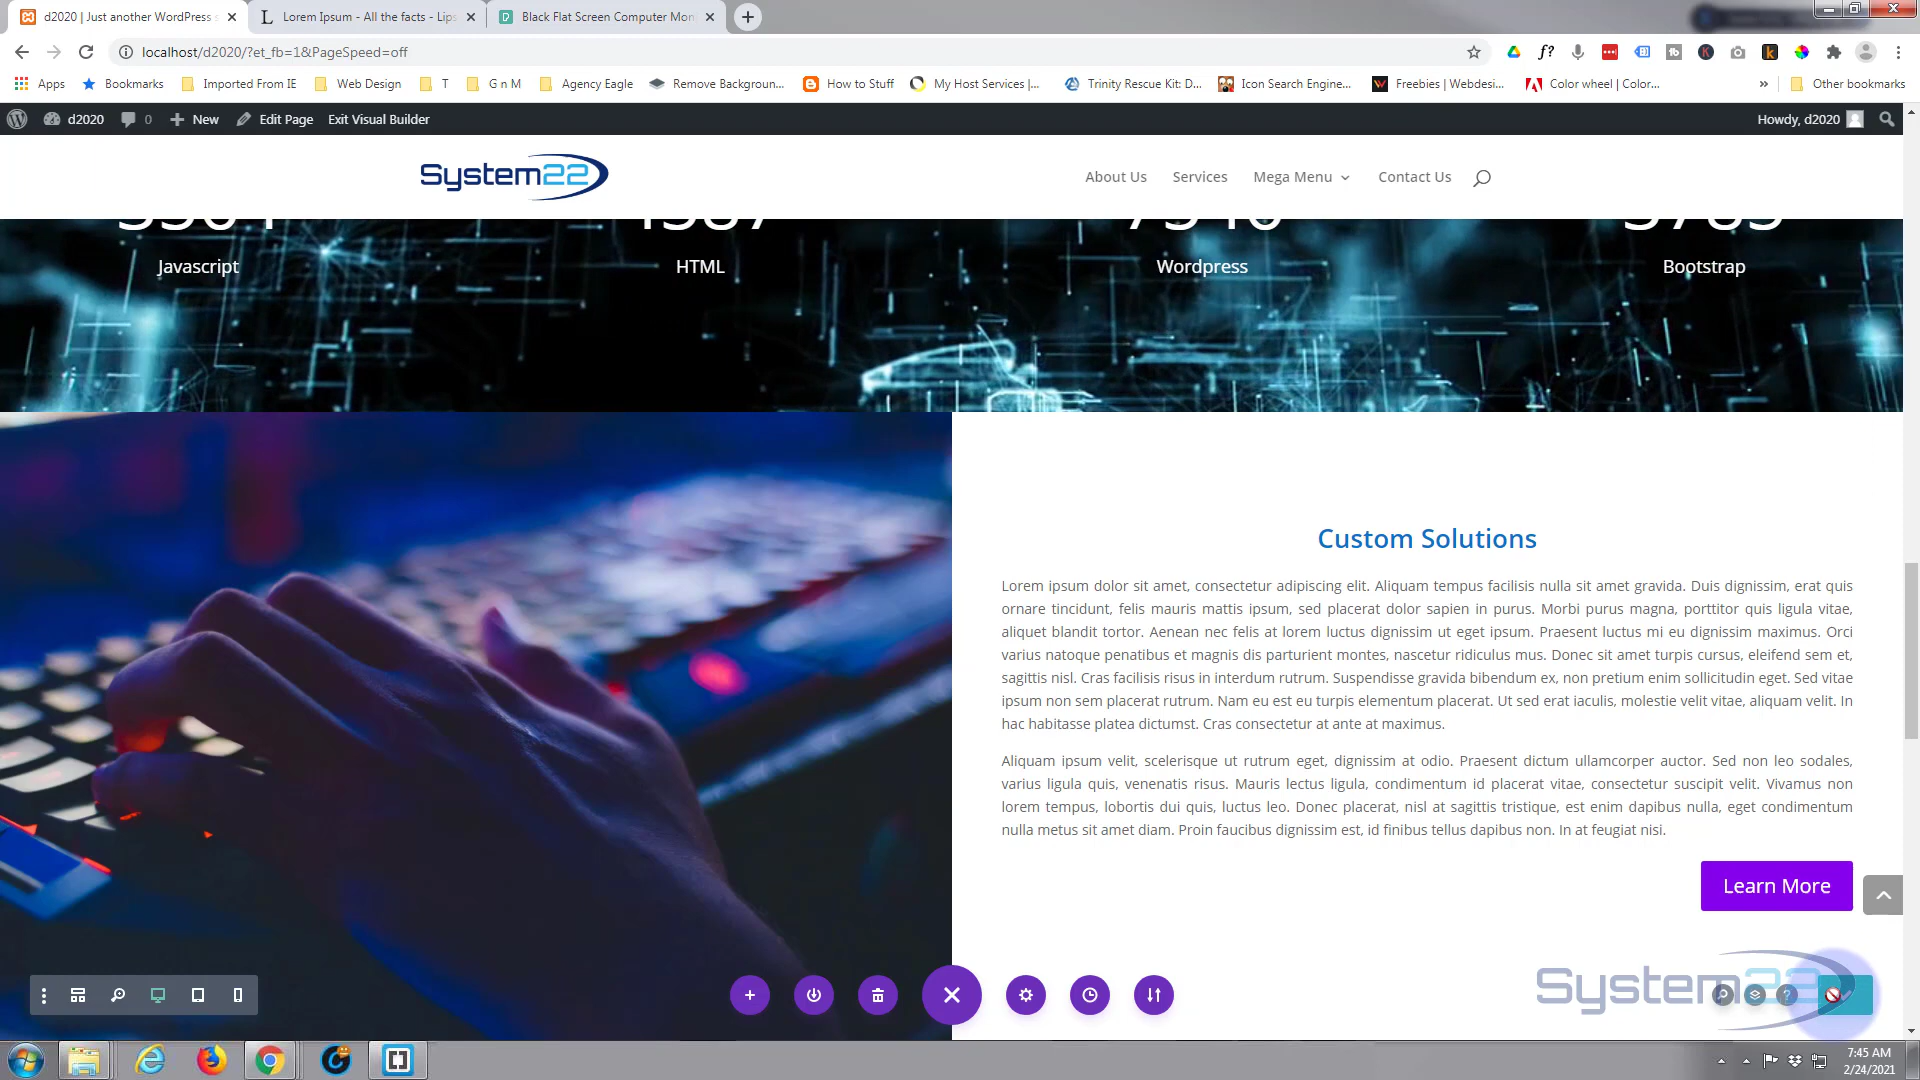 d2020 | Just another WordPress s
Lorem Ipsum - All the facts - Lips
Black Flat Screen Computer Mon
localhost/d2020/?et_fb=1&PageSpeed=off
Apps
Bookmarks
Imported From IE
Web Design
T
G n M
Agency Eagle
Remove Backgroun...
How to Stuff
My Host Services |...
Trinity Rescue Kit: D...
Icon Search Engine...
Freebies | Webdesi...
Color wheel | Color...
»
Other bookmarks
d2020
0
New
Edit Page
Exit Visual Builder
Howdy, d2020
System22
About Us
Services
Mega Menu
Contact Us
Javascript
HTML
Wordpress
Bootstrap
Custom Solutions
Lorem ipsum dolor sit amet, consectetur adipiscing elit. Aliquam tempus facilisis nulla sit amet gravida. Duis dignissim, erat quis
ornare tincidunt, felis mauris mattis ipsum, sed placerat dolor sapien in purus. Morbi purus magna, porttitor quis ligula vitae,
aliquet blandit tortor. Aenean nec felis at lorem luctus dignissim ut eget ipsum. Praesent luctus mi eu dignissim maximus. Orci
varius natoque penatibus et magnis dis parturient montes, nascetur ridiculus mus. Donec sit amet turpis cursus, eleifend sem et,
sagittis nisl. Cras facilisis risus in interdum rutrum. Suspendisse gravida bibendum ex, non pretium enim sollicitudin eget. Sed vitae
ipsum non sem placerat rutrum. Nam eu est eu turpis elementum placerat. Ut sed erat iaculis, molestie velit vitae, aliquam velit. In
hac habitasse platea dictumst. Cras consectetur at ante at maximus.
Aliquam ipsum velit, scelerisque ut rutrum eget, dignissim at odio. Praesent dictum ullamcorper auctor. Sed non leo sodales,
varius ligula quis, venenatis risus. Mauris lectus ligula, condimentum id placerat vitae, consectetur suscipit velit. Vivamus non
lorem tempus, lobortis dui quis, luctus leo. Donec placerat, nisl at sagittis tristique, est enim dapibus nulla, eget condimentum
nulla metus sit amet diam. Proin faucibus dignissim est, id finibus tellus dapibus non. In at feugiat nisi.
Learn More
System22
7:45 AM
2/24/2021